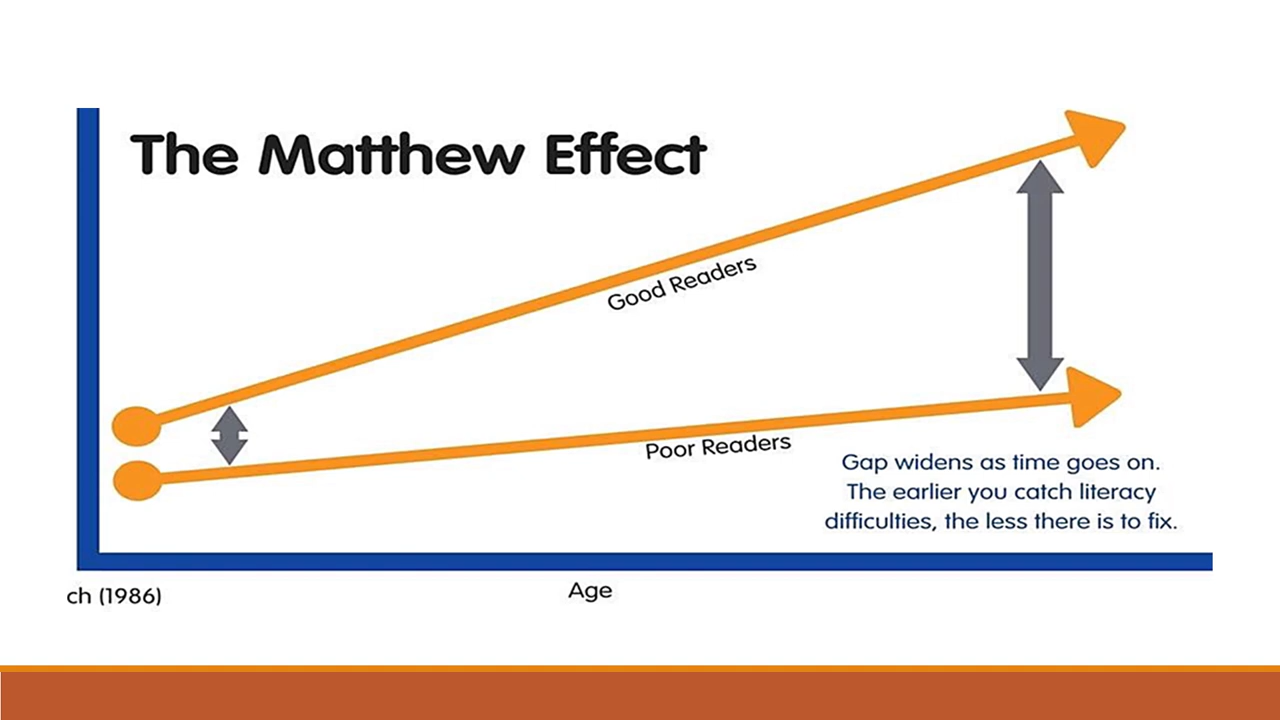 The Matthew Effect
Good Readers
Poor Readers
Gap widens as time goes on.
The earlier you catch literacy
difficulties, the less there is to fix.
Age
ch (1986)